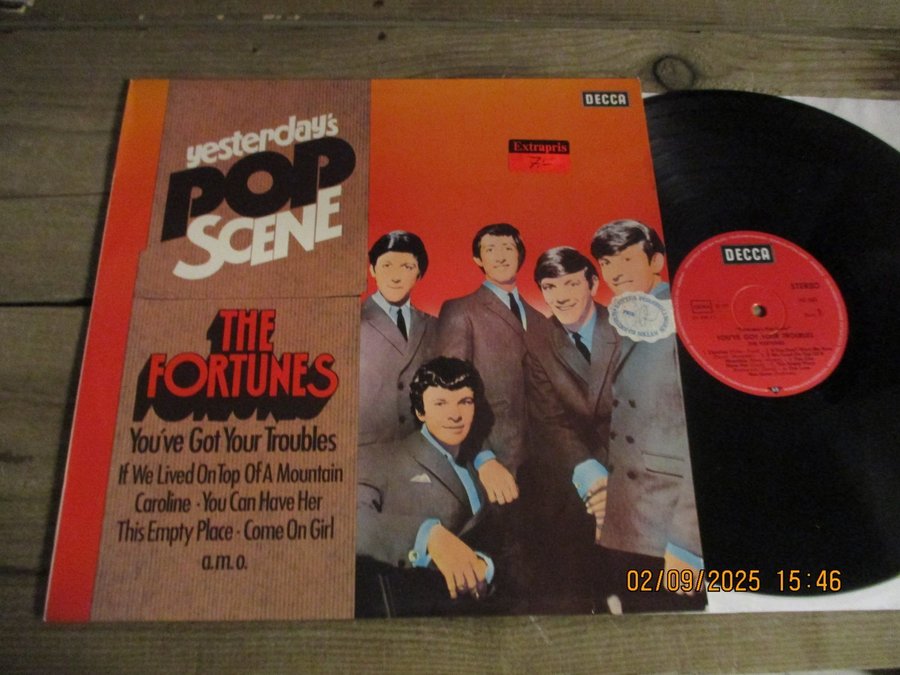 yesterday's
POP
SCENE
DECCA
Extrapris
7,-
THE
FORTUNES
You've Got Your Troubles
If We Lived On Top Of A Mountain
Caroline · You Can Have Her
This Empty Place · Come On Girl
a.m.o.
DECCA
STEREO
YOU'VE GOT YOUR TROUBLES
THE FORTUNES
02/09/2025 15:46